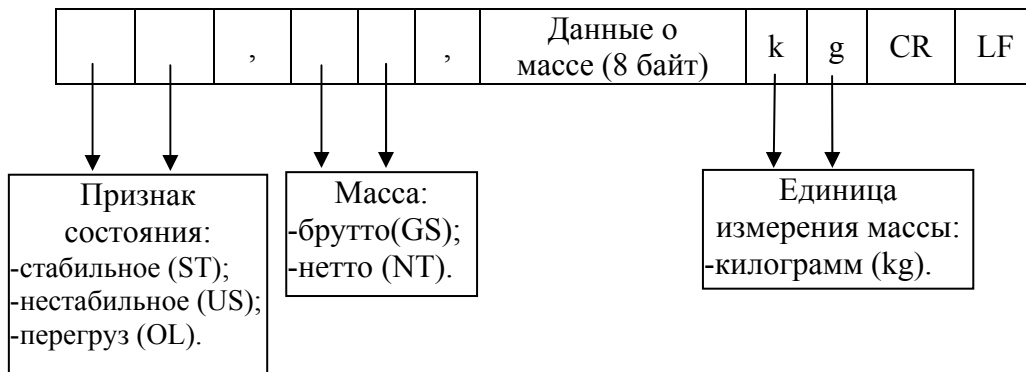 , , Данные о массе (8 байт) k g CR LF
Признак
состояния:
-стабильное (ST);
-нестабильное (US);
-перегруз (OL).
Масса:
-брутто(GS);
-нетто (NT).
Единица
измерения массы:
-килограмм (kg).